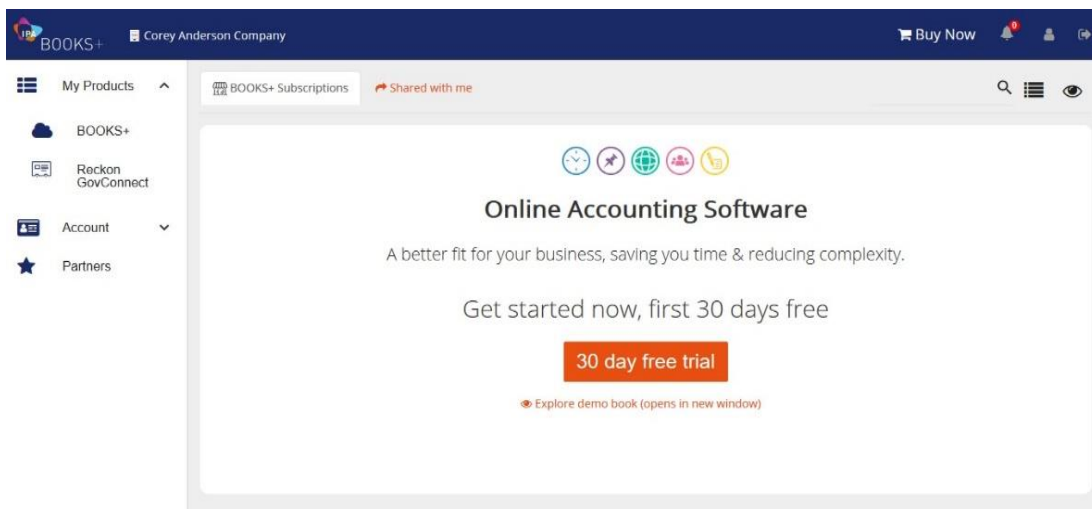 IPA BOOKS+ Corey Anderson Company Buy Now 0
My Products
BOOKS+
Reckon
GovConnect
Account
Partners
BOOKS+ Subscriptions Shared with me
Online Accounting Software
A better fit for your business, saving you time & reducing complexity.
Get started now, first 30 days free
30 day free trial
Explore demo book (opens in new window)